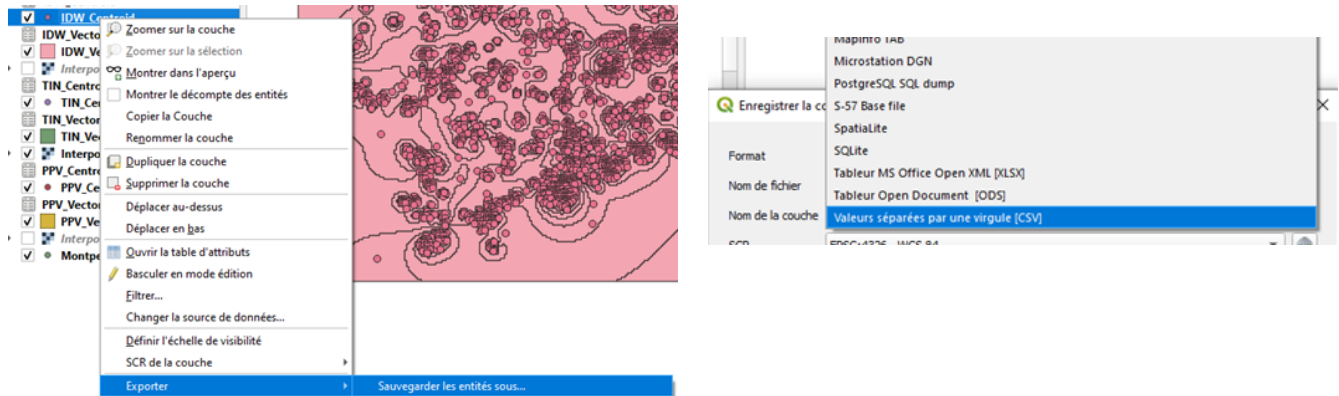 IDW_Centroid
IDW_Vecto
IDW_Ve
Interpo
TIN_Centro
TIN_Cer
TIN_Vector
TIN_Ve
Interpo
PPV_Centro
PPV_Ce
PPV_Vector
PPV_Ve
Interpo
Montpe
Zoomer sur la couche
Zoomer sur la sélection
Montrer dans l'aperçu
Montrer le décompte des entités
Copier la Couche
Renommer la couche
Dupliquer la couche
Supprimer la couche
Déplacer au-dessus
Déplacer en bas
Ouvrir la table d'attributs
Basculer en mode édition
Filtrer...
Changer la source de données...
Définir l'échelle de visibilité
SCR de la couche
Exporter
Sauvegarder les entités sous...
MapInfo TAB
Microstation DGN
PostgreSQL SQL dump
S-57 Base file
SpatiaLite
SQLite
Tableur MS Office Open XML [XLSX]
Tableur Open Document [ODS]
Valeurs séparées par une virgule [CSV]
Enregistrer la co
Format
Nom de fichier
Nom de la couche
SCR
EPSG:4326 - WGS 84